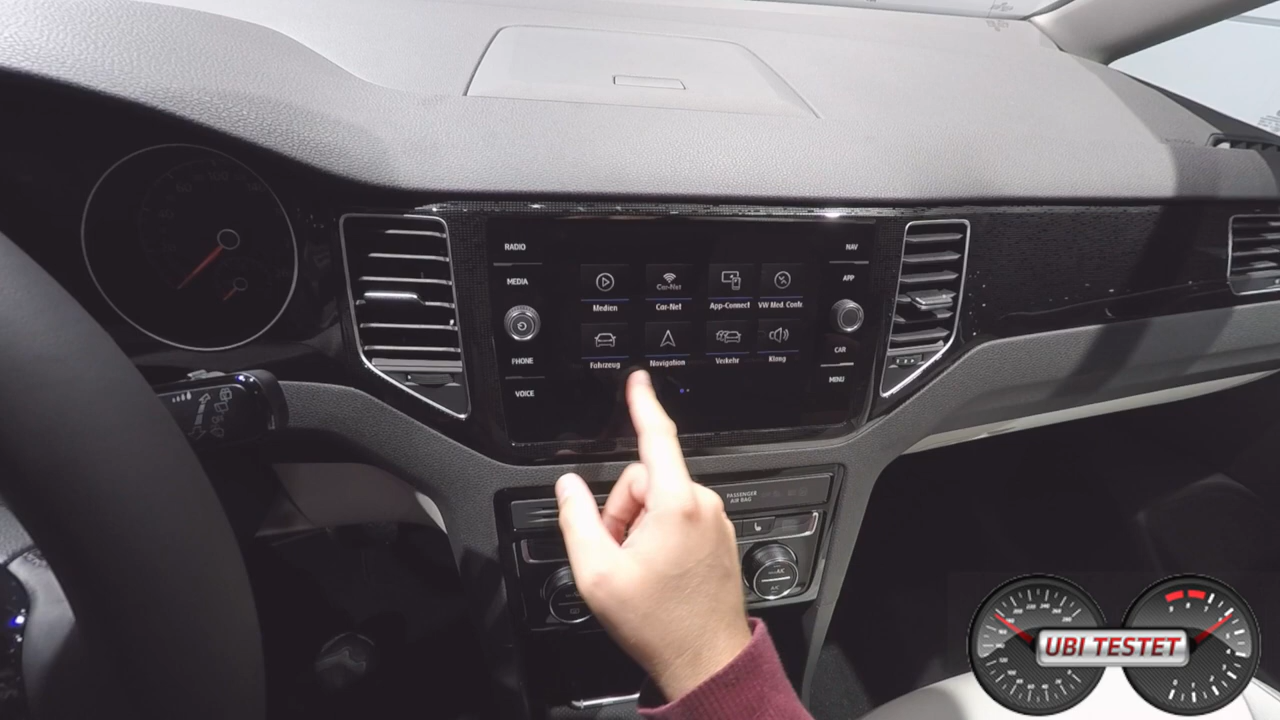 RADIO
MEDIA
PHONE
VOICE
NAV
APP
CAR
MENU
Car-Net
Medien
Car-Net
App-Connect
VW Med. Contr.
Fahrzeug
Navigation
Verkehr
Klang
PASSENGER
AIR BAG
A/C
UBI TESTET